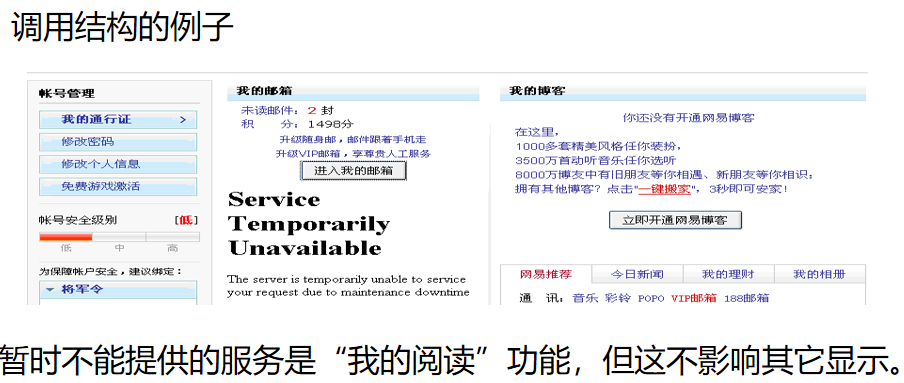 调用结构的例子
帐号管理
我的通行证 >
修改密码
修改个人信息
免费游戏激活
帐号安全级别 [低]
低 中 高
为保障帐户安全，建议绑定：
将军令
我的邮箱
未读邮件： 2 封
积 分： 1498分
升级随身邮，邮件跟着手机走
升级VIP邮箱，享尊贵人工服务
进入我的邮箱
Service
Temporarily
Unavailable
The server is temporarily unable to service
your request due to maintenance downtime
我的博客
你还没有开通网易博客
在这里，
1000多套精美风格任你装扮，
3500万首动听音乐任你选听
8000万博友中有旧朋友等你相遇、新朋友等你相识；
拥有其他博客？点击"一键搬家"，3秒即可安家！
立即开通网易博客
网易推荐 今日新闻 我的理财 我的相册
通 讯： 音乐 彩铃 POPO VIP邮箱 188邮箱
暂时不能提供的服务是“我的阅读”功能，但这不影响其它显示。